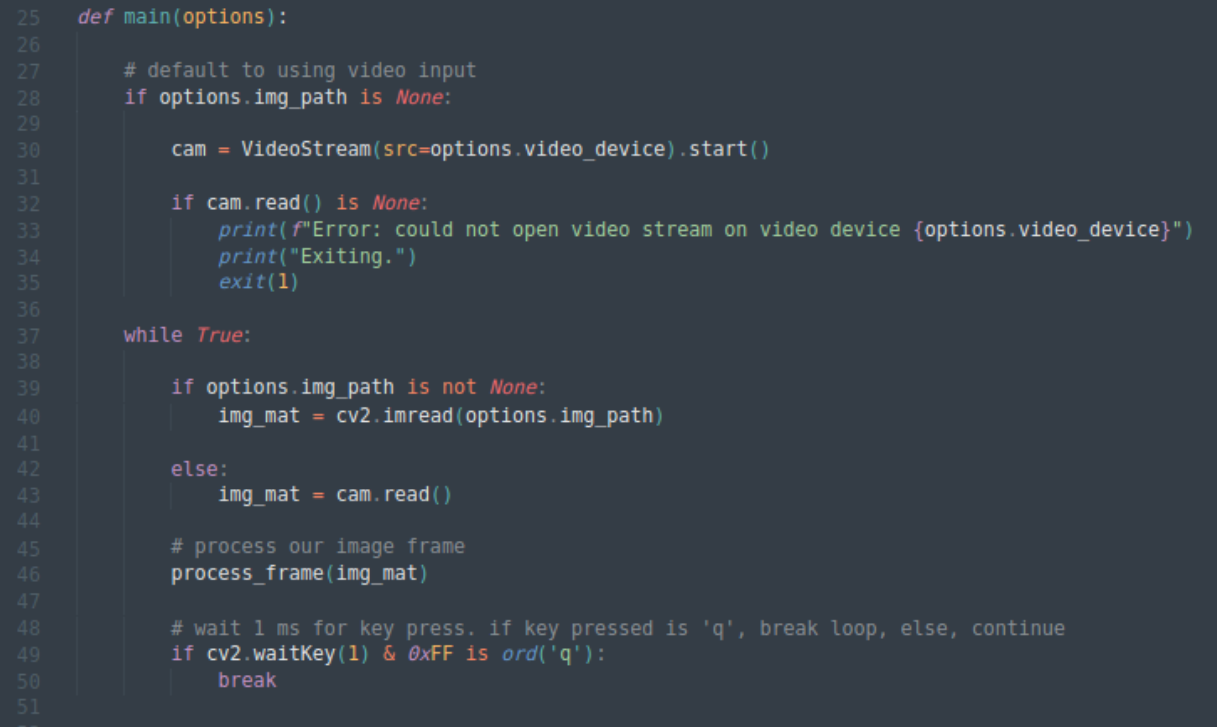 25 def main(options):
26
27 # default to using video input
28 if options.img_path is None:
29
30 cam = VideoStream(src=options.video_device).start()
31
32 if cam.read() is None:
33 print(f"Error: could not open video stream on video device {options.video_device}")
34 print("Exiting.")
35 exit(1)
36
37 while True:
38
39 if options.img_path is not None:
40 img_mat = cv2.imread(options.img_path)
41
42 else:
43 img_mat = cam.read()
44
45 # process our image frame
46 process_frame(img_mat)
47
48 # wait 1 ms for key press. if key pressed is 'q', break loop, else, continue
49 if cv2.waitKey(1) & 0xFF is ord('q'):
50 break
51